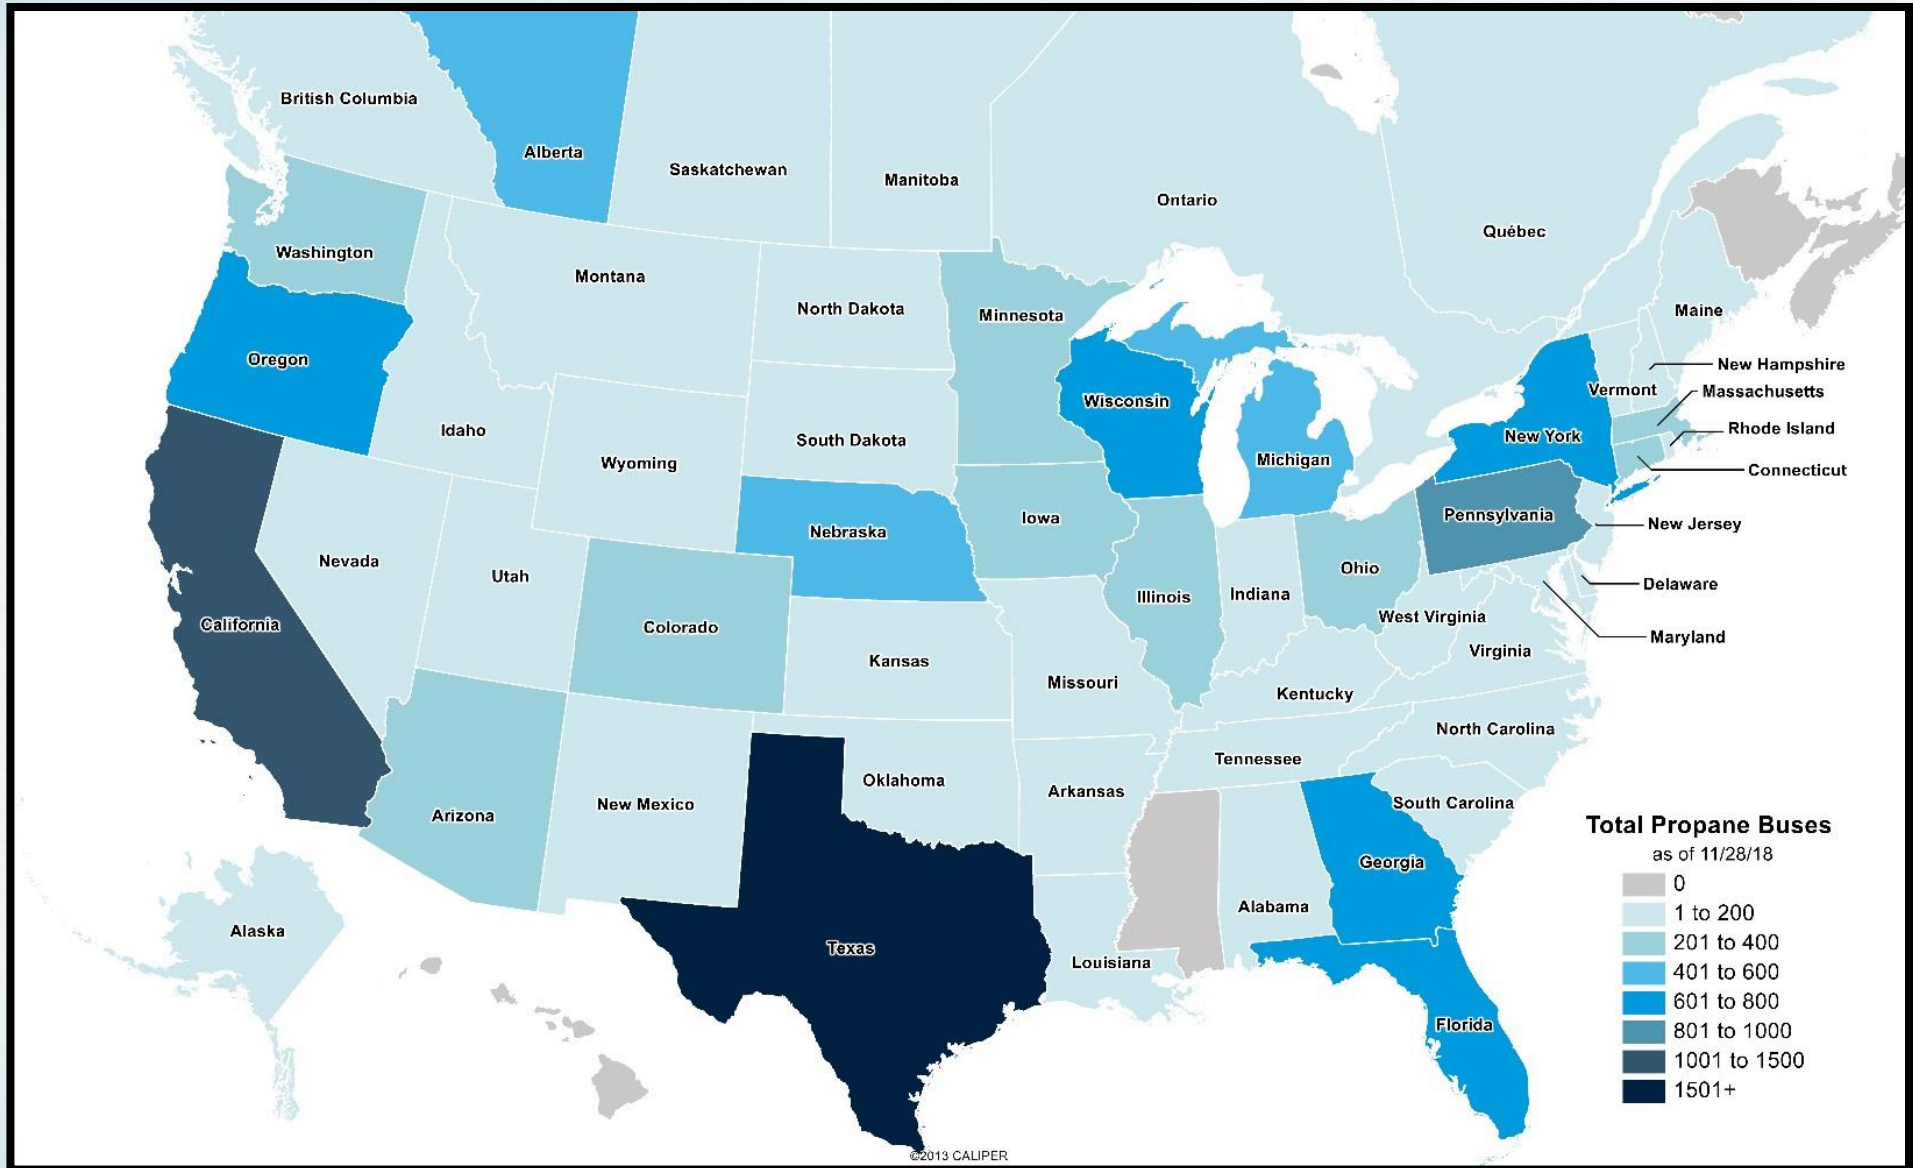 British Columbia
Alberta
Saskatchewan
Manitoba
Ontario
Québec
Washington
Montana
North Dakota
Minnesota
Maine
Oregon
Idaho
Wyoming
South Dakota
Wisconsin
Michigan
New York
Vermont
New Hampshire
Massachusetts
Rhode Island
Connecticut
Nevada
Utah
Nebraska
Iowa
Pennsylvania
New Jersey
California
Colorado
Kansas
Missouri
Illinois
Indiana
Ohio
West Virginia
Virginia
Delaware
Maryland
Kentucky
North Carolina
Tennessee
Arizona
New Mexico
Oklahoma
Arkansas
South Carolina
Georgia
Alabama
Alaska
Texas
Louisiana
Florida
Total Propane Buses
as of 11/28/18
0
1 to 200
201 to 400
401 to 600
601 to 800
801 to 1000
1001 to 1500
1501+
©2013 CALIPER